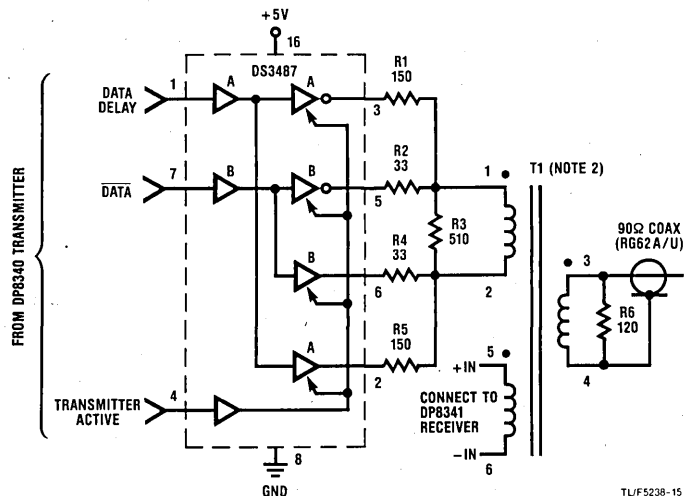 +5V
16
DS3487
R1
150
DATA
DELAY
1
A
A
3
R2
33
DATA
7
B
B
5
1
T1 (NOTE 2)
R3
510
90Ω COAX
(RG62A/U)
B
R4
33
6
2
3
R6
120
FROM DP8340 TRANSMITTER
A
R5
150
2
4
5
+IN
CONNECT TO
DP8341
RECEIVER
TRANSMITTER
ACTIVE
4
-IN
6
8
GND
TL/F5238-15